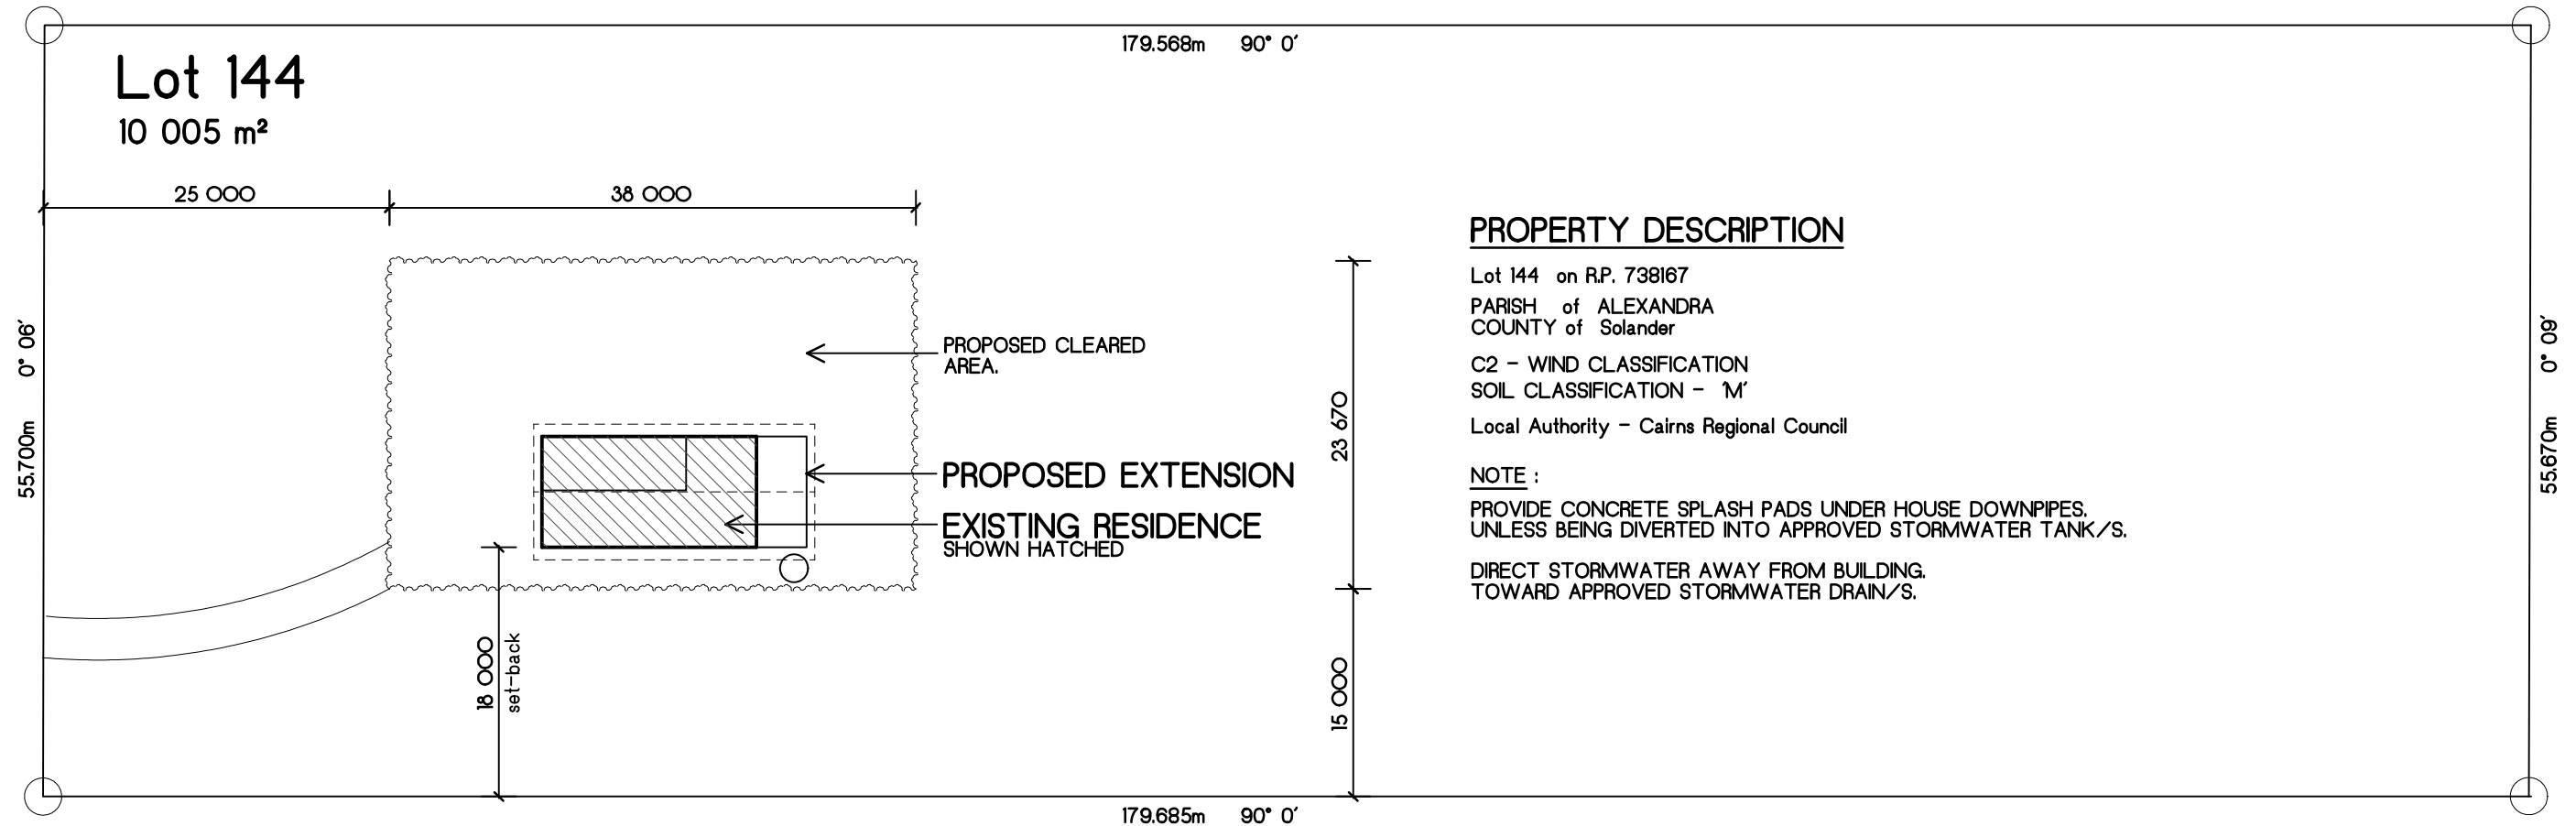 179.568m 90° 0′
Lot 144
10 005 m²
25 000
38 000
PROPERTY DESCRIPTION
Lot 144 on R.P. 738167
PARISH of ALEXANDRA
COUNTY of Solander
C2 - WIND CLASSIFICATION
SOIL CLASSIFICATION - 'M'
Local Authority - Cairns Regional Council
NOTE :
PROVIDE CONCRETE SPLASH PADS UNDER HOUSE DOWNPIPES.
UNLESS BEING DIVERTED INTO APPROVED STORMWATER TANK/S.
DIRECT STORMWATER AWAY FROM BUILDING.
TOWARD APPROVED STORMWATER DRAIN/S.
PROPOSED CLEARED
AREA.
PROPOSED EXTENSION
EXISTING RESIDENCE
SHOWN HATCHED
55.700m 0° 06′
23 670
15 000
18 000
set-back
55.670m 0° 09′
179.685m 90° 0′